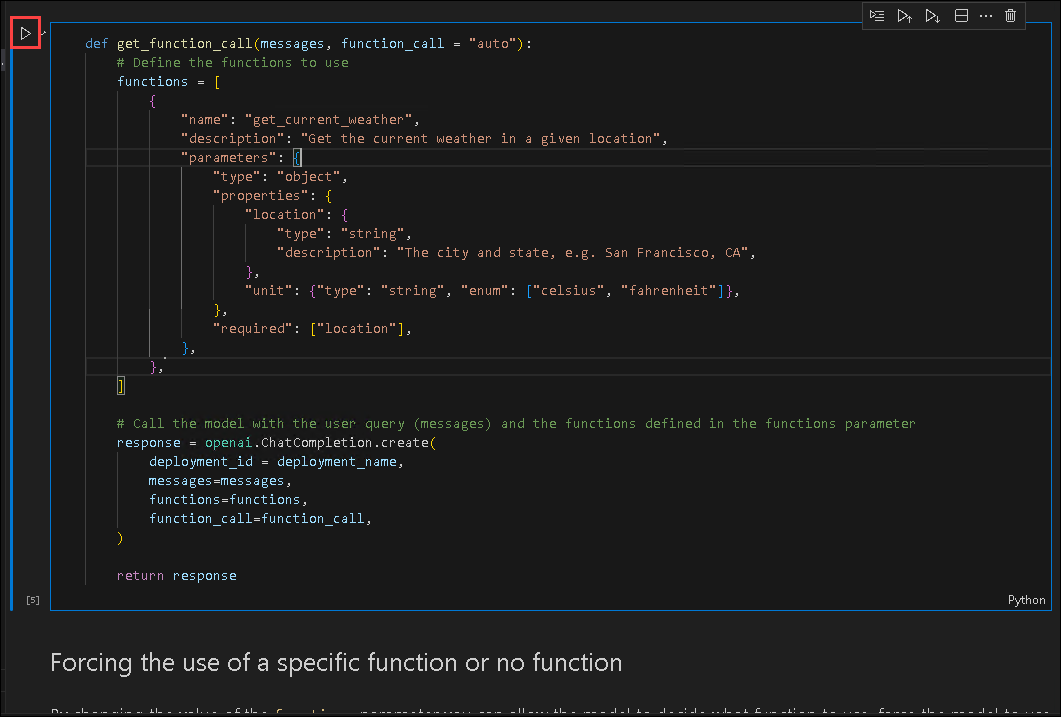 def get_function_call(messages, function_call = "auto"):
# Define the functions to use
functions = [
{
"name": "get_current_weather",
"description": "Get the current weather in a given location",
"parameters": {
"type": "object",
"properties": {
"location": {
"type": "string",
"description": "The city and state, e.g. San Francisco, CA",
},
"unit": {"type": "string", "enum": ["celsius", "fahrenheit"]},
},
"required": ["location"],
},
},
]
# Call the model with the user query (messages) and the functions defined in the functions parameter
response = openai.ChatCompletion.create(
deployment_id = deployment_name,
messages=messages,
functions=functions,
function_call=function_call,
)
return response
[5]
Python
Forcing the use of a specific function or no function